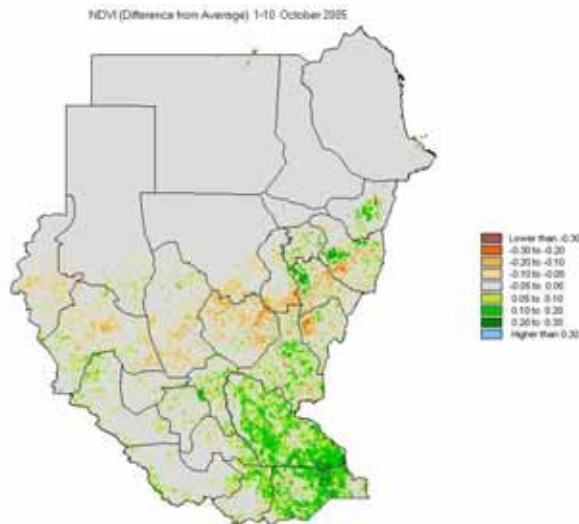 NDVI (Difference from Average) 1-10 October 2005
Lower than -0.30
-0.30 to -0.20
-0.20 to -0.10
-0.10 to -0.05
-0.05 to 0.05
0.05 to 0.10
0.10 to 0.20
0.20 to 0.30
Higher than 0.30